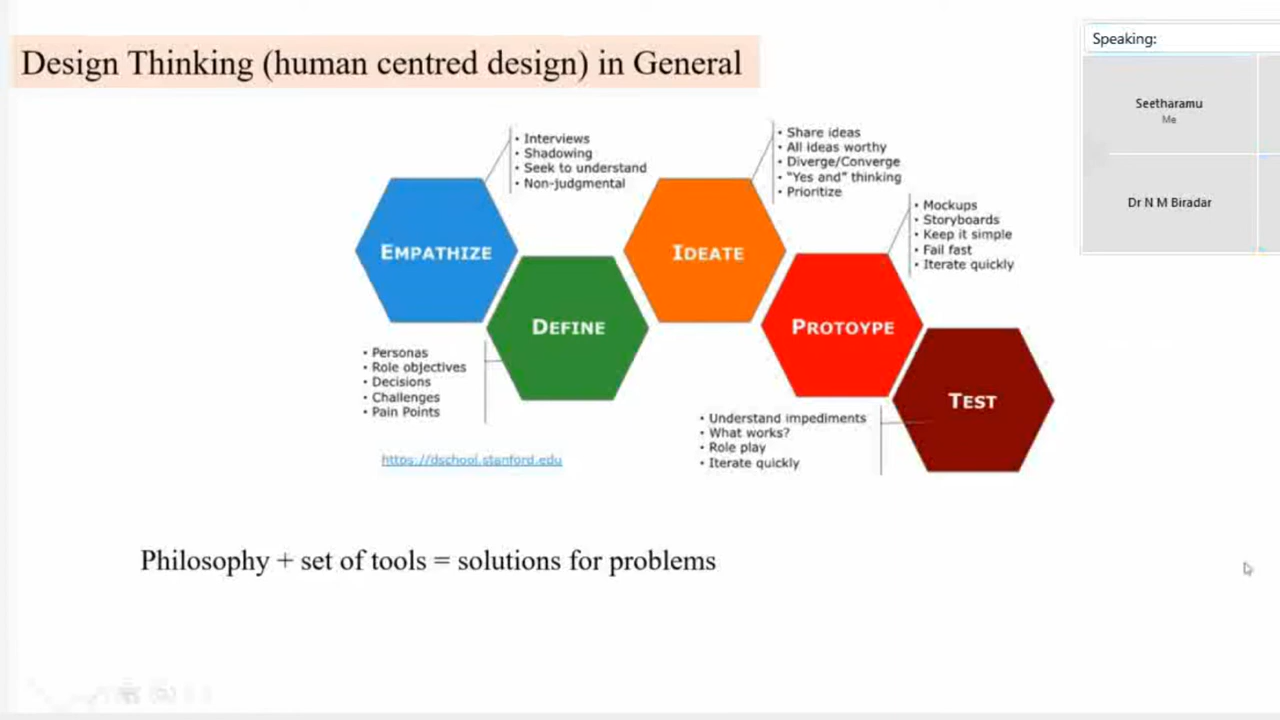 Design Thinking (human centred design) in General
Speaking:
Seetharamu
Me
Dr N M Biradar
• Interviews
• Shadowing
• Seek to understand
• Non-judgmental
EMPATHIZE
DEFINE
• Personas
• Role objectives
• Decisions
• Challenges
• Pain Points
• Share ideas
• All ideas worthy
• Diverge/Converge
• "Yes and" thinking
• Prioritize
IDEATE
• Mockups
• Storyboards
• Keep it simple
• Fail fast
• Iterate quickly
PROTOYPE
TEST
• Understand impediments
• What works?
• Role play
• Iterate quickly
https://dschool.stanford.edu
Philosophy + set of tools = solutions for problems